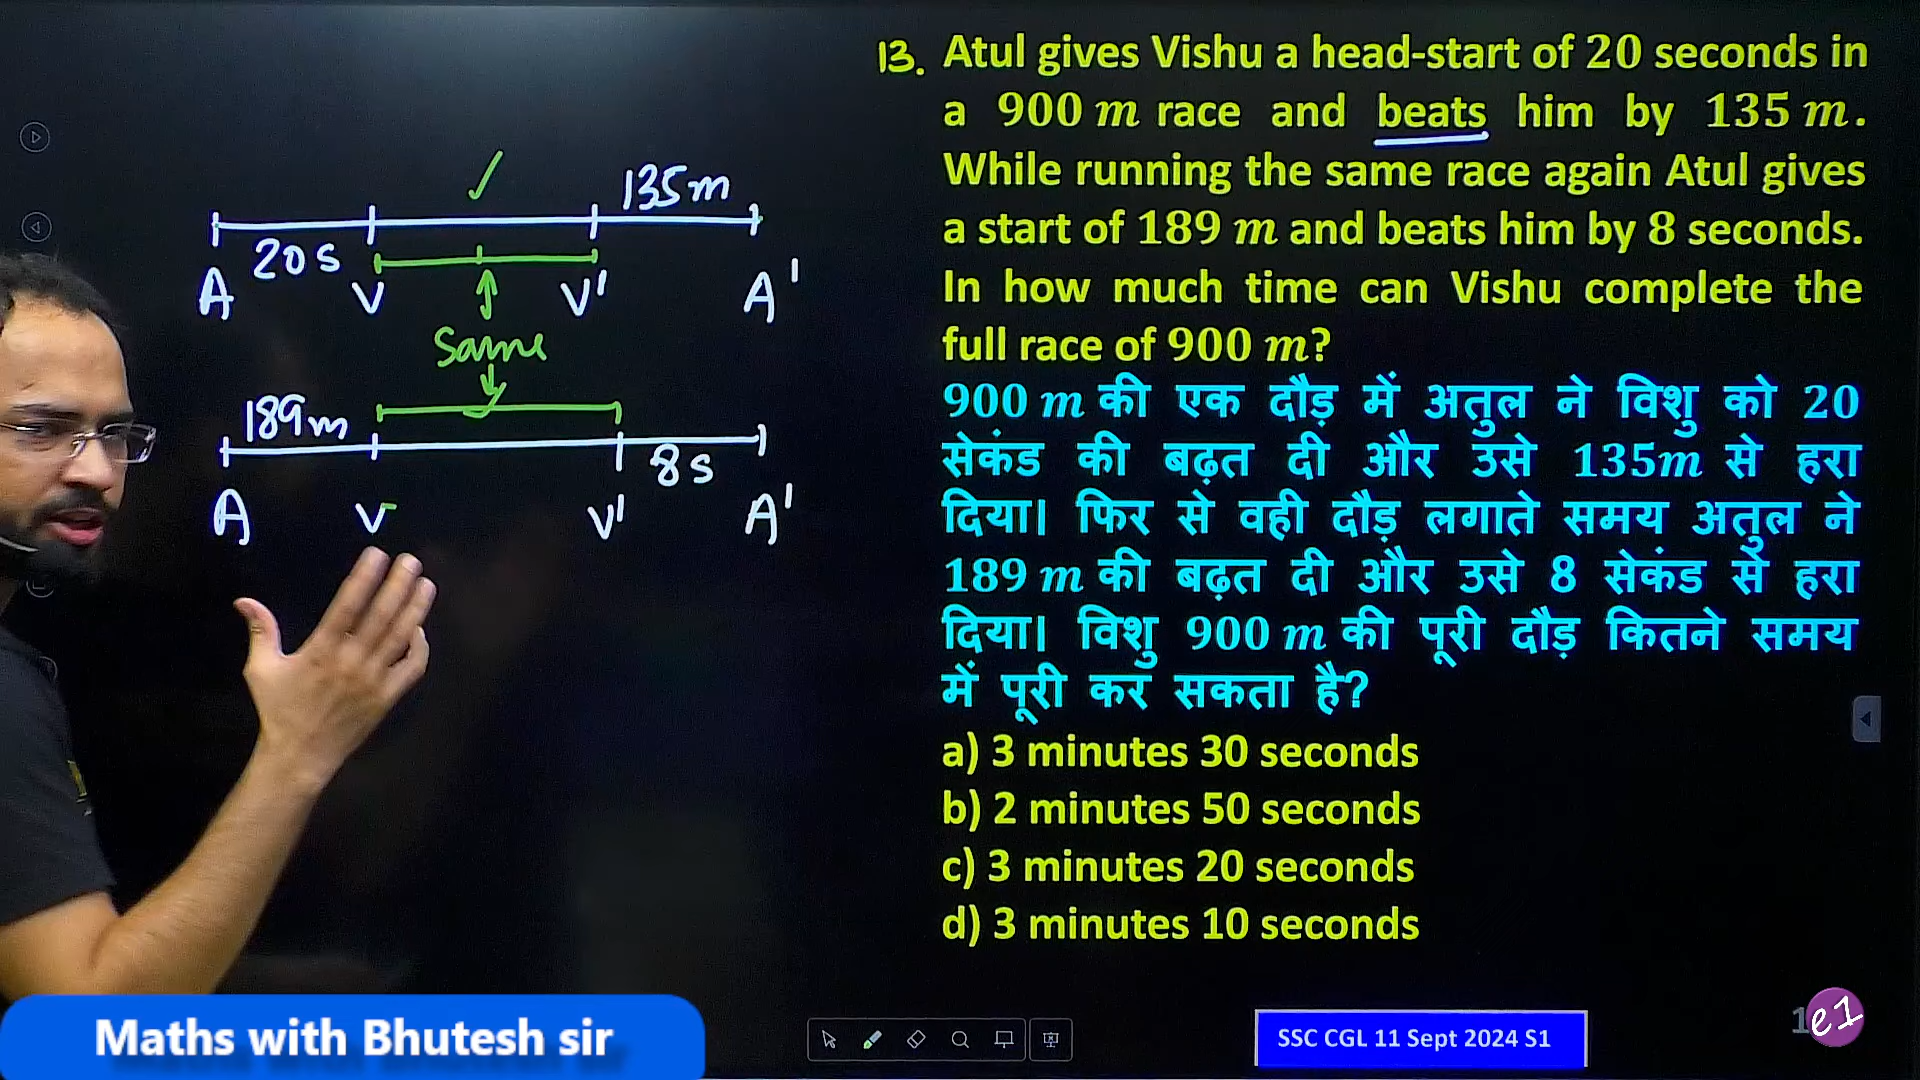 13. Atul gives Vishu a head-start of 20 seconds in
a 900 m race and beats him by 135 m.
While running the same race again Atul gives
a start of 189 m and beats him by 8 seconds.
In how much time can Vishu complete the
full race of 900 m?
900 m की एक दौड़ में अतुल ने विशु को 20
सेकंड की बढ़त दी और उसे 135m से हरा
दिया। फिर से वही दौड़ लगाते समय अतुल ने
189 m की बढ़त दी और उसे 8 सेकंड से हरा
दिया। विशु 900 m की पूरी दौड़ कितने समय
में पूरी कर सकता है?
a) 3 minutes 30 seconds
b) 2 minutes 50 seconds
c) 3 minutes 20 seconds
d) 3 minutes 10 seconds
135m
20s
A V V' A'
Same
189m
8s
A V V' A'
Maths with Bhutesh sir
SSC CGL 11 Sept 2024 S1
e1